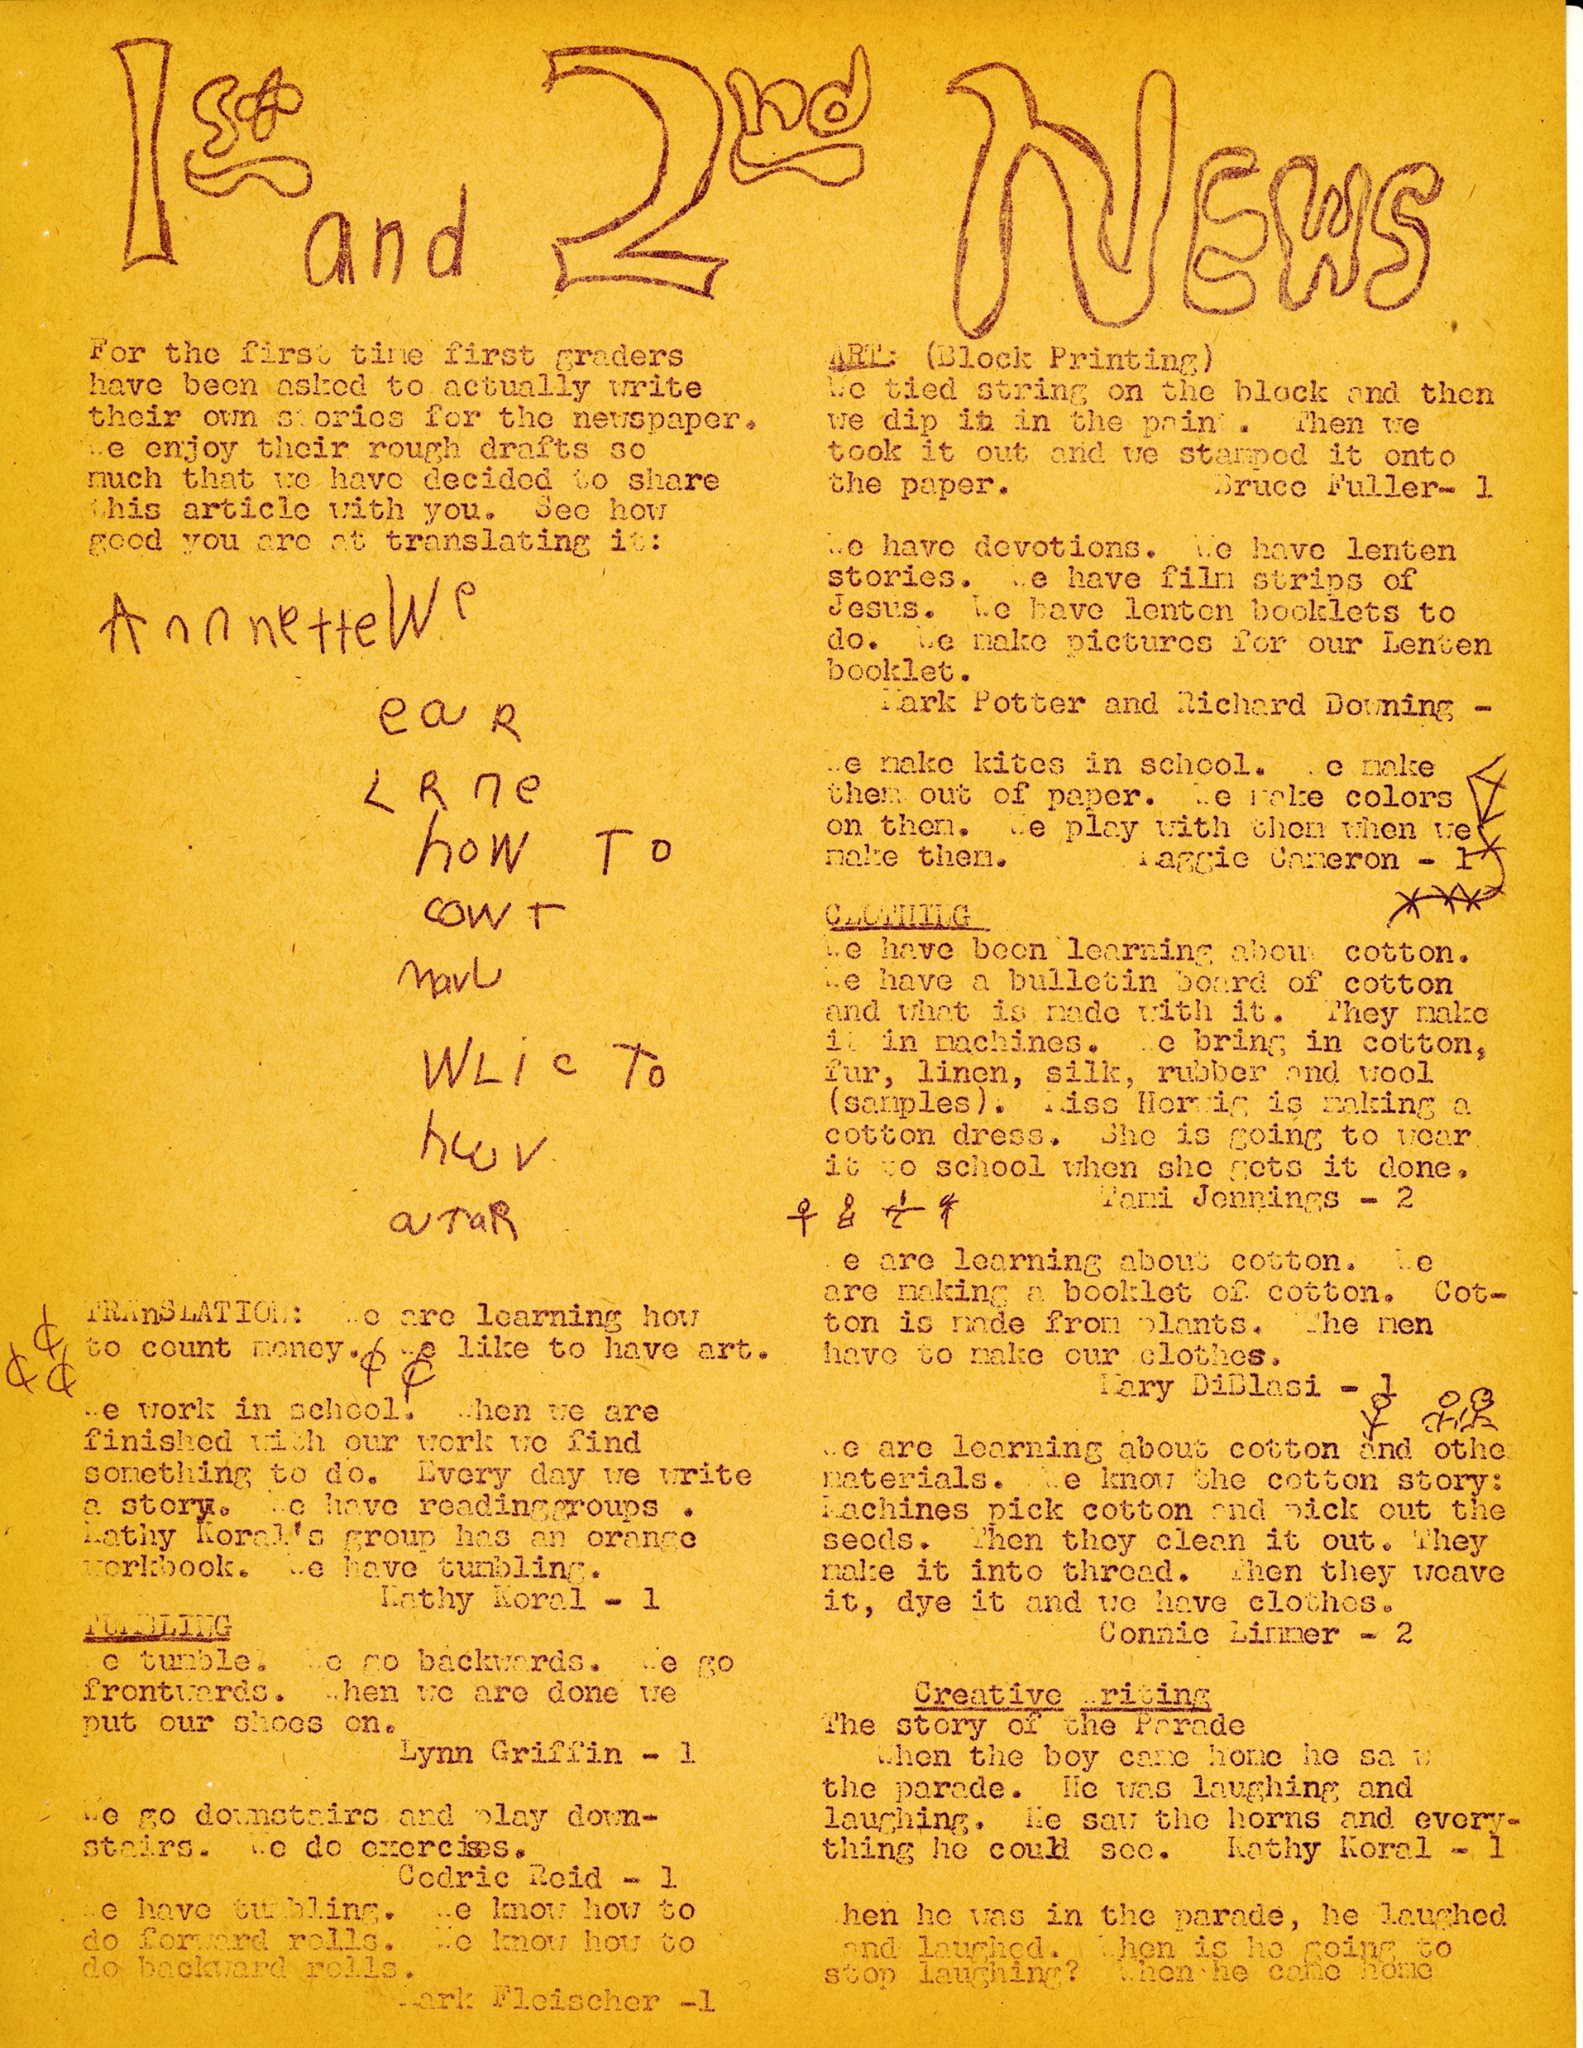 1st and 2nd NEWS
For the first time first graders
have been asked to actually write
their own stories for the newspaper.
We enjoy their rough drafts so
much that we have decided to share
this article with you. See how
good you are at translating it:
AnnnetteWe
eaR
LRne
how To
cowT
WLic To
aTaR
TRAnSLATION: We are learning how
to count money. We like to have art.
¢ ¢ ¢ ¢ ¢
We work in school. When we are
finished with our work we find
something to do. Every day we write
a story. We have readinggroups .
Kathy Koral's group has an orange
workbook. We have tumbling.
Kathy Koral - 1
TUMBLING
We tumble. We go backwards. We go
frontwards. When we are done we
put our shoes on.
Lynn Griffin - 1
We go downstairs and play down-
stairs. We do exercises.
Cedric Reid - 1
We have tumbling. We know how to
do forward rolls. We know how to
do backward rolls.
Mark Fleischer -1
ART: (Block Printing)
We tied string on the block and then
we dip it in the paint. Then we
took it out and we stamped it onto
the paper. Bruce Fuller- 1
We have devotions. We have lenten
stories. We have film strips of
Jesus. We have lenten booklets to
do. We make pictures for our Lenten
booklet.
Mark Potter and Richard Downing -
We make kites in school. We make
them out of paper. We make colors
on them. We play with them when we
make them. Maggie Cameron - 1
CLOTHING
We have been learning about cotton.
We have a bulletin board of cotton
and what is made with it. They make
it in machines. We bring in cotton,
fur, linen, silk, rubber and wool
(samples). Miss Herwig is making a
cotton dress. She is going to wear
it to school when she gets it done.
Tami Jennings - 2
We are learning about cotton. We
are making a booklet of cotton. Cot-
ton is made from plants. The men
have to make our clothes.
Mary DiBlasi - 1
We are learning about cotton and othe
materials. We know the cotton story:
Machines pick cotton and pick out the
seeds. Then they clean it out. They
make it into thread. Then they weave
it, dye it and we have clothes.
Connie Limmer - 2
Creative Writing
The story of the Parade
When the boy came home he saw
the parade. He was laughing and
laughing. He saw the horns and every-
thing he could see. Kathy Koral - 1
When he was in the parade, he laughed
and laughed. When is he going to
stop laughing? When he came home